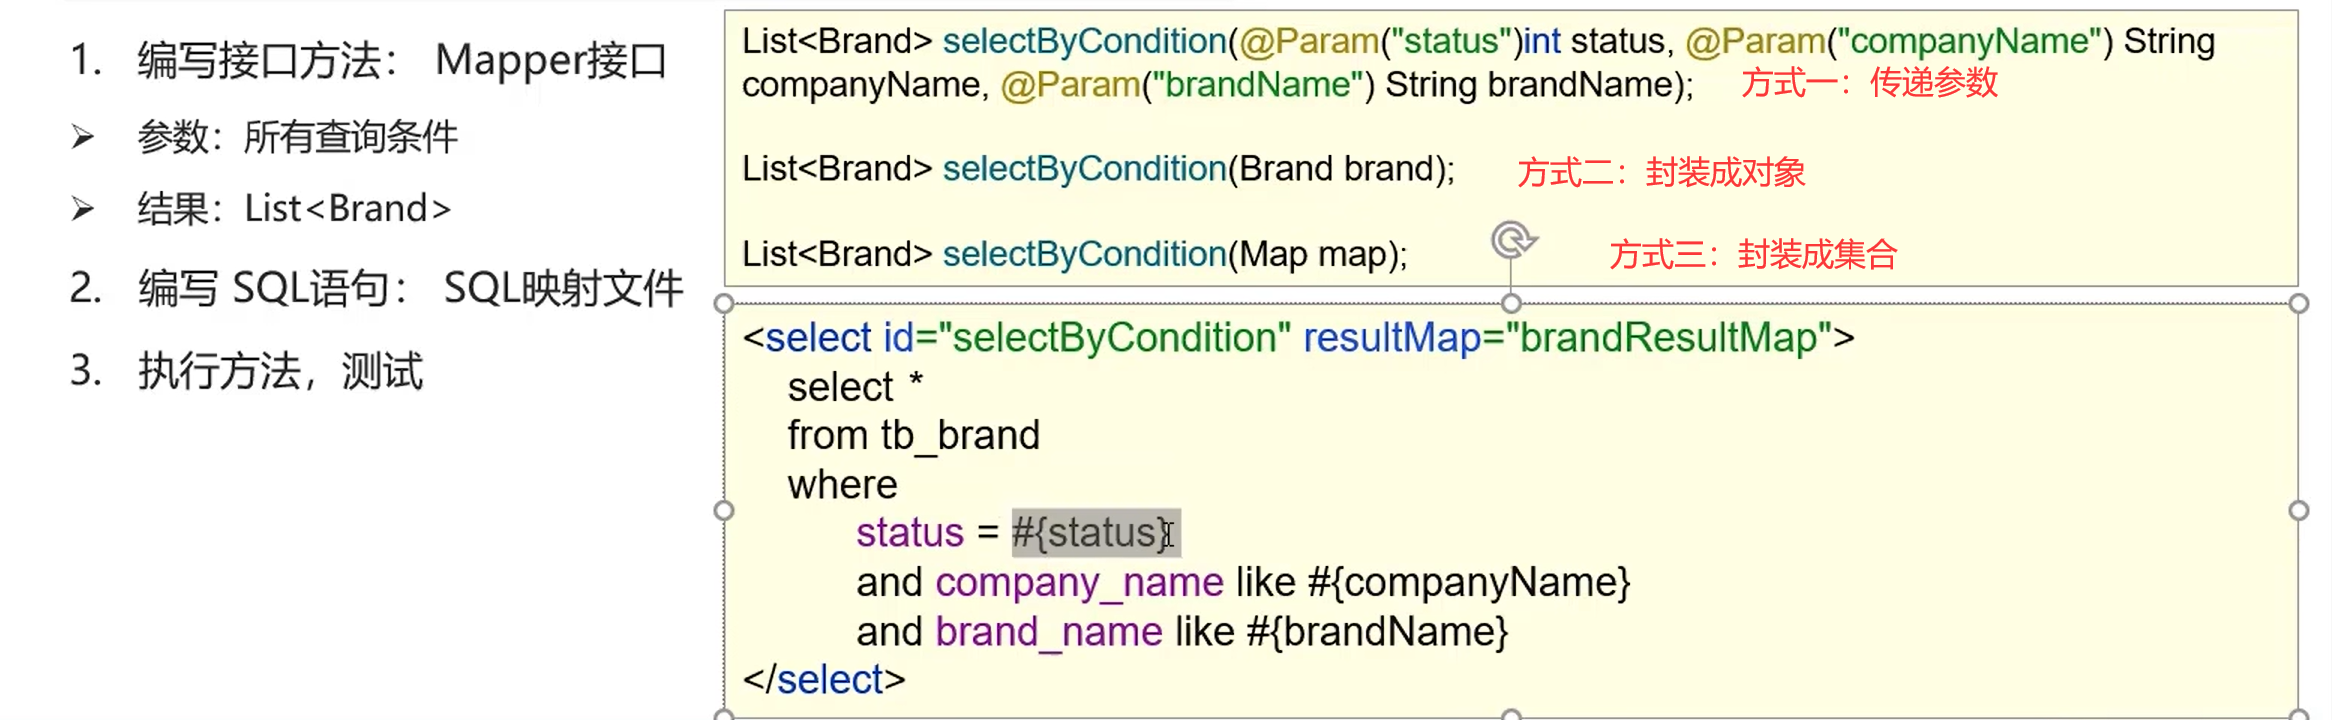 1. 编写接口方法： Mapper接口
➢ 参数：所有查询条件
➢ 结果：List<Brand>
2. 编写 SQL语句： SQL映射文件
3. 执行方法，测试
List<Brand> selectByCondition(@Param("status")int status, @Param("companyName") String
companyName, @Param("brandName") String brandName); 方式一：传递参数
List<Brand> selectByCondition(Brand brand); 方式二：封装成对象
List<Brand> selectByCondition(Map map); 方式三：封装成集合
<select id="selectByCondition" resultMap="brandResultMap">
select *
from tb_brand
where
status = #{status}
and company_name like #{companyName}
and brand_name like #{brandName}
</select>